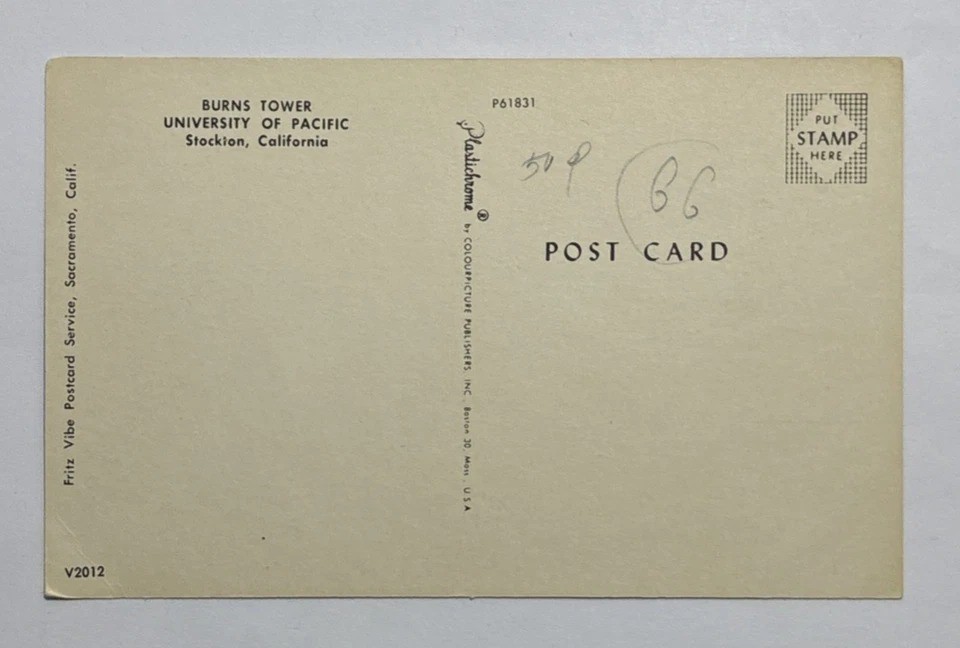 BURNS TOWER
UNIVERSITY OF PACIFIC
Stockton, California
Fritz Vibe Postcard Service, Sacramento, Calif.
V2012
P61831
Plastichrome ® by COLOURPICTURE PUBLISHERS, INC., Boston 30, Mass., U.S.A
PUT
STAMP
HERE
66
POST CARD